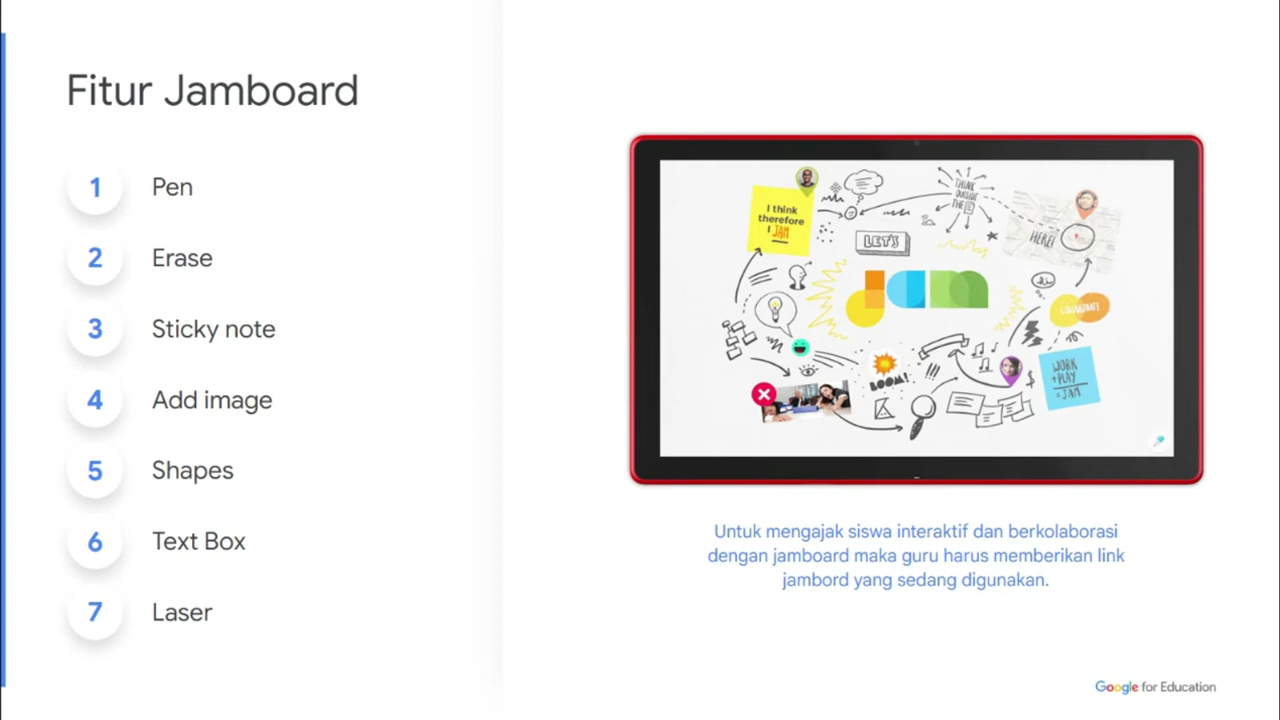 Fitur Jamboard
1 Pen
2 Erase
3 Sticky note
4 Add image
5 Shapes
6 Text Box
7 Laser
I think
therefore
I JAM
THINK
OUTSIDE
THE
LET'S
HERE!
Jam
COLLABORATE
BOOM!
WORK
+PLAY
=JAM
$
Untuk mengajak siswa interaktif dan berkolaborasi
dengan jamboard maka guru harus memberikan link
jambord yang sedang digunakan.
Google for Education